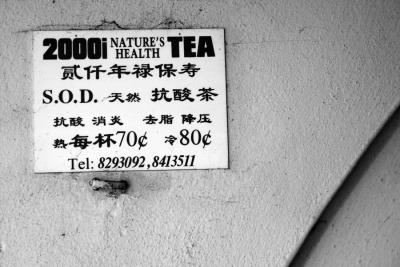 2000i NATURE'S HEALTH TEA
贰仟年禄保寿
S.O.D. 天然 抗酸茶
抗酸 消炎 去脂 降压
热每杯70¢ 冷80¢
Tel: 8293092,8413511